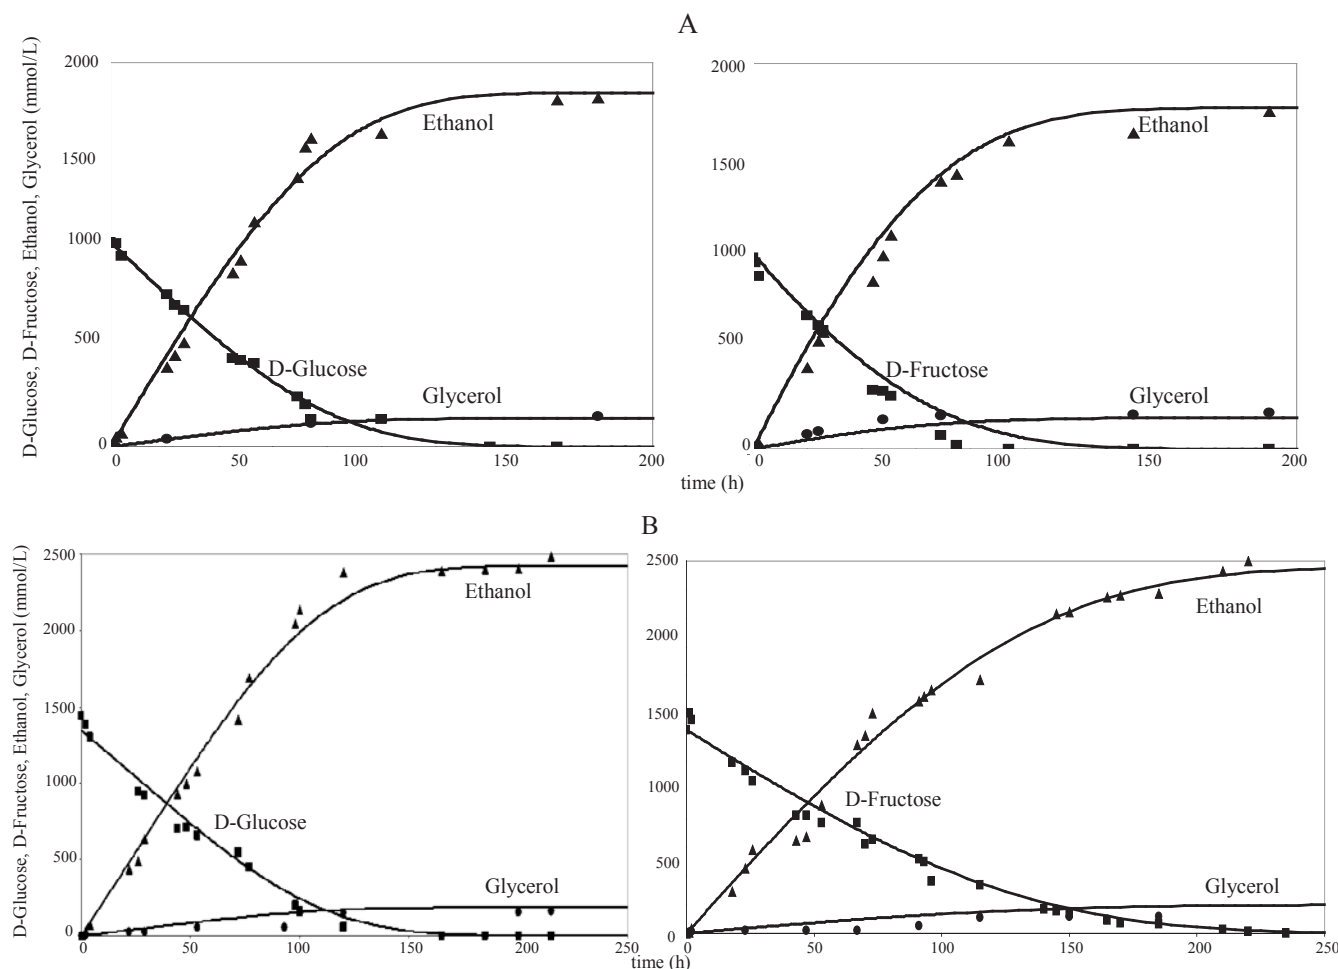 A
D-Glucose, D-Fructose, Ethanol, Glycerol (mmol/L)
2000
1500
1000
500
0
Ethanol
D-Glucose
Glycerol
0 50 100 150 200
2000
1500
1000
500
0
Ethanol
D-Fructose
Glycerol
0 50 100 150 200
time (h)
B
D-Glucose, D-Fructose, Ethanol, Glycerol (mmol/L)
2500
2000
1500
1000
500
0
Ethanol
D-Glucose
Glycerol
0 50 100 150 200 250
2500
2000
1500
1000
500
0
Ethanol
D-Fructose
Glycerol
0 50 100 150 200 250
time (h)